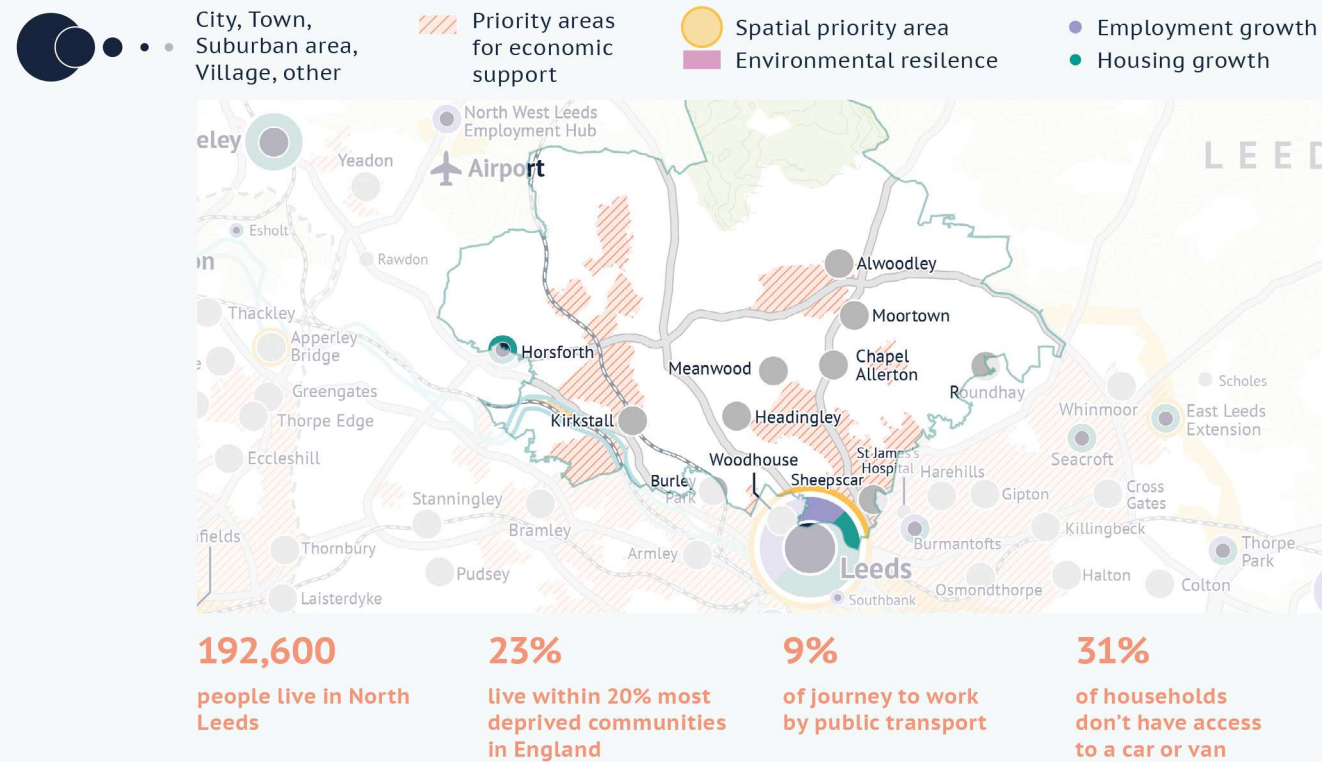 City, Town,
Suburban area,
Village, other
Priority areas
for economic
support
Spatial priority area
Environmental resilence
Employment growth
Housing growth
eley
North West Leeds
Employment Hub
Airport
Yeadon
LEED
Esholt
Rawdon
on
Alwoodley
Thackley
Moortown
Apperley
Bridge
Horsforth
Meanwood
Chapel
Allerton
Roundhay
Scholes
Greengates
Whinmoor
East Leeds
Extension
Thorpe Edge
Kirkstall
Headingley
Eccleshill
Woodhouse
St James's
Hospital
Seacroft
Harehills
Burley
Park
Sheepscar
Stanningley
Gipton
Cross
Gates
Bramley
Killingbeck
nfields
Thornbury
Armley
Burmantofts
Thorpe
Park
Pudsey
Leeds
Osmondthorpe
Halton
Colton
Laisterdyke
Southbank
192,600
people live in North
Leeds
23%
live within 20% most
deprived communities
in England
9%
of journey to work
by public transport
31%
of households
don't have access
to a car or van